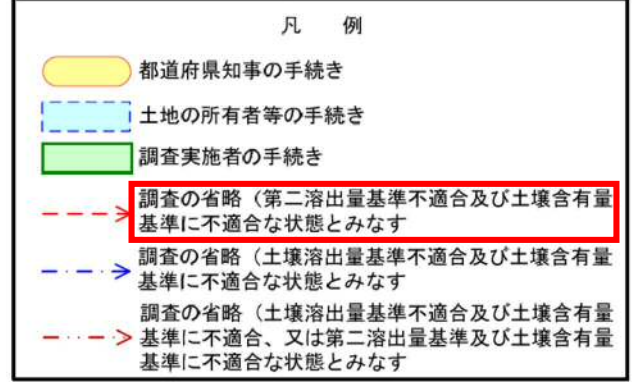 凡 例
都道府県知事の手続き
土地の所有者等の手続き
調査実施者の手続き
調査の省略（第二溶出量基準不適合及び土壌含有量
基準に不適合な状態とみなす
調査の省略（土壌溶出量基準不適合及び土壌含有量
基準に不適合な状態とみなす
調査の省略（土壌溶出量基準不適合及び土壌含有量
基準に不適合、又は第二溶出量基準及び土壌含有量
基準に不適合な状態とみなす